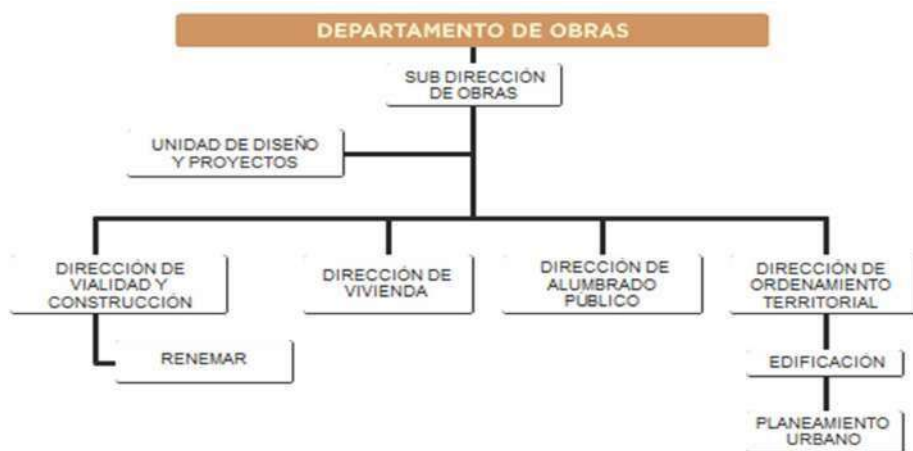 DEPARTAMENTO DE OBRAS
SUB DIRECCIÓN
DE OBRAS
UNIDAD DE DISEÑO
Y PROYECTOS
DIRECCIÓN DE
VIALIDAD Y
CONSTRUCCIÓN
DIRECCIÓN DE
VIVIENDA
DIRECCIÓN DE
ALUMBRADO
PÚBLICO
DIRECCIÓN DE
ORDENAMIENTO
TERRITORIAL
RENEMAR
EDIFICACIÓN
PLANEAMIENTO
URBANO